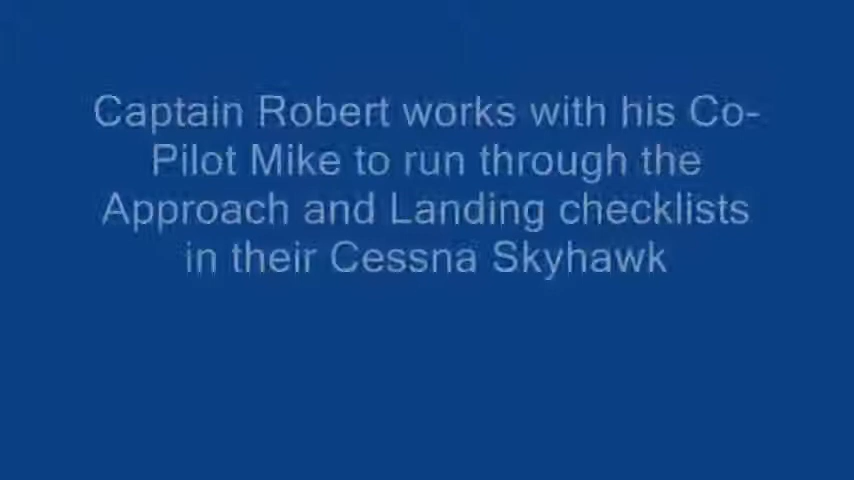 Captain Robert works with his Co-
Pilot Mike to run through the
Approach and Landing checklists
in their Cessna Skyhawk